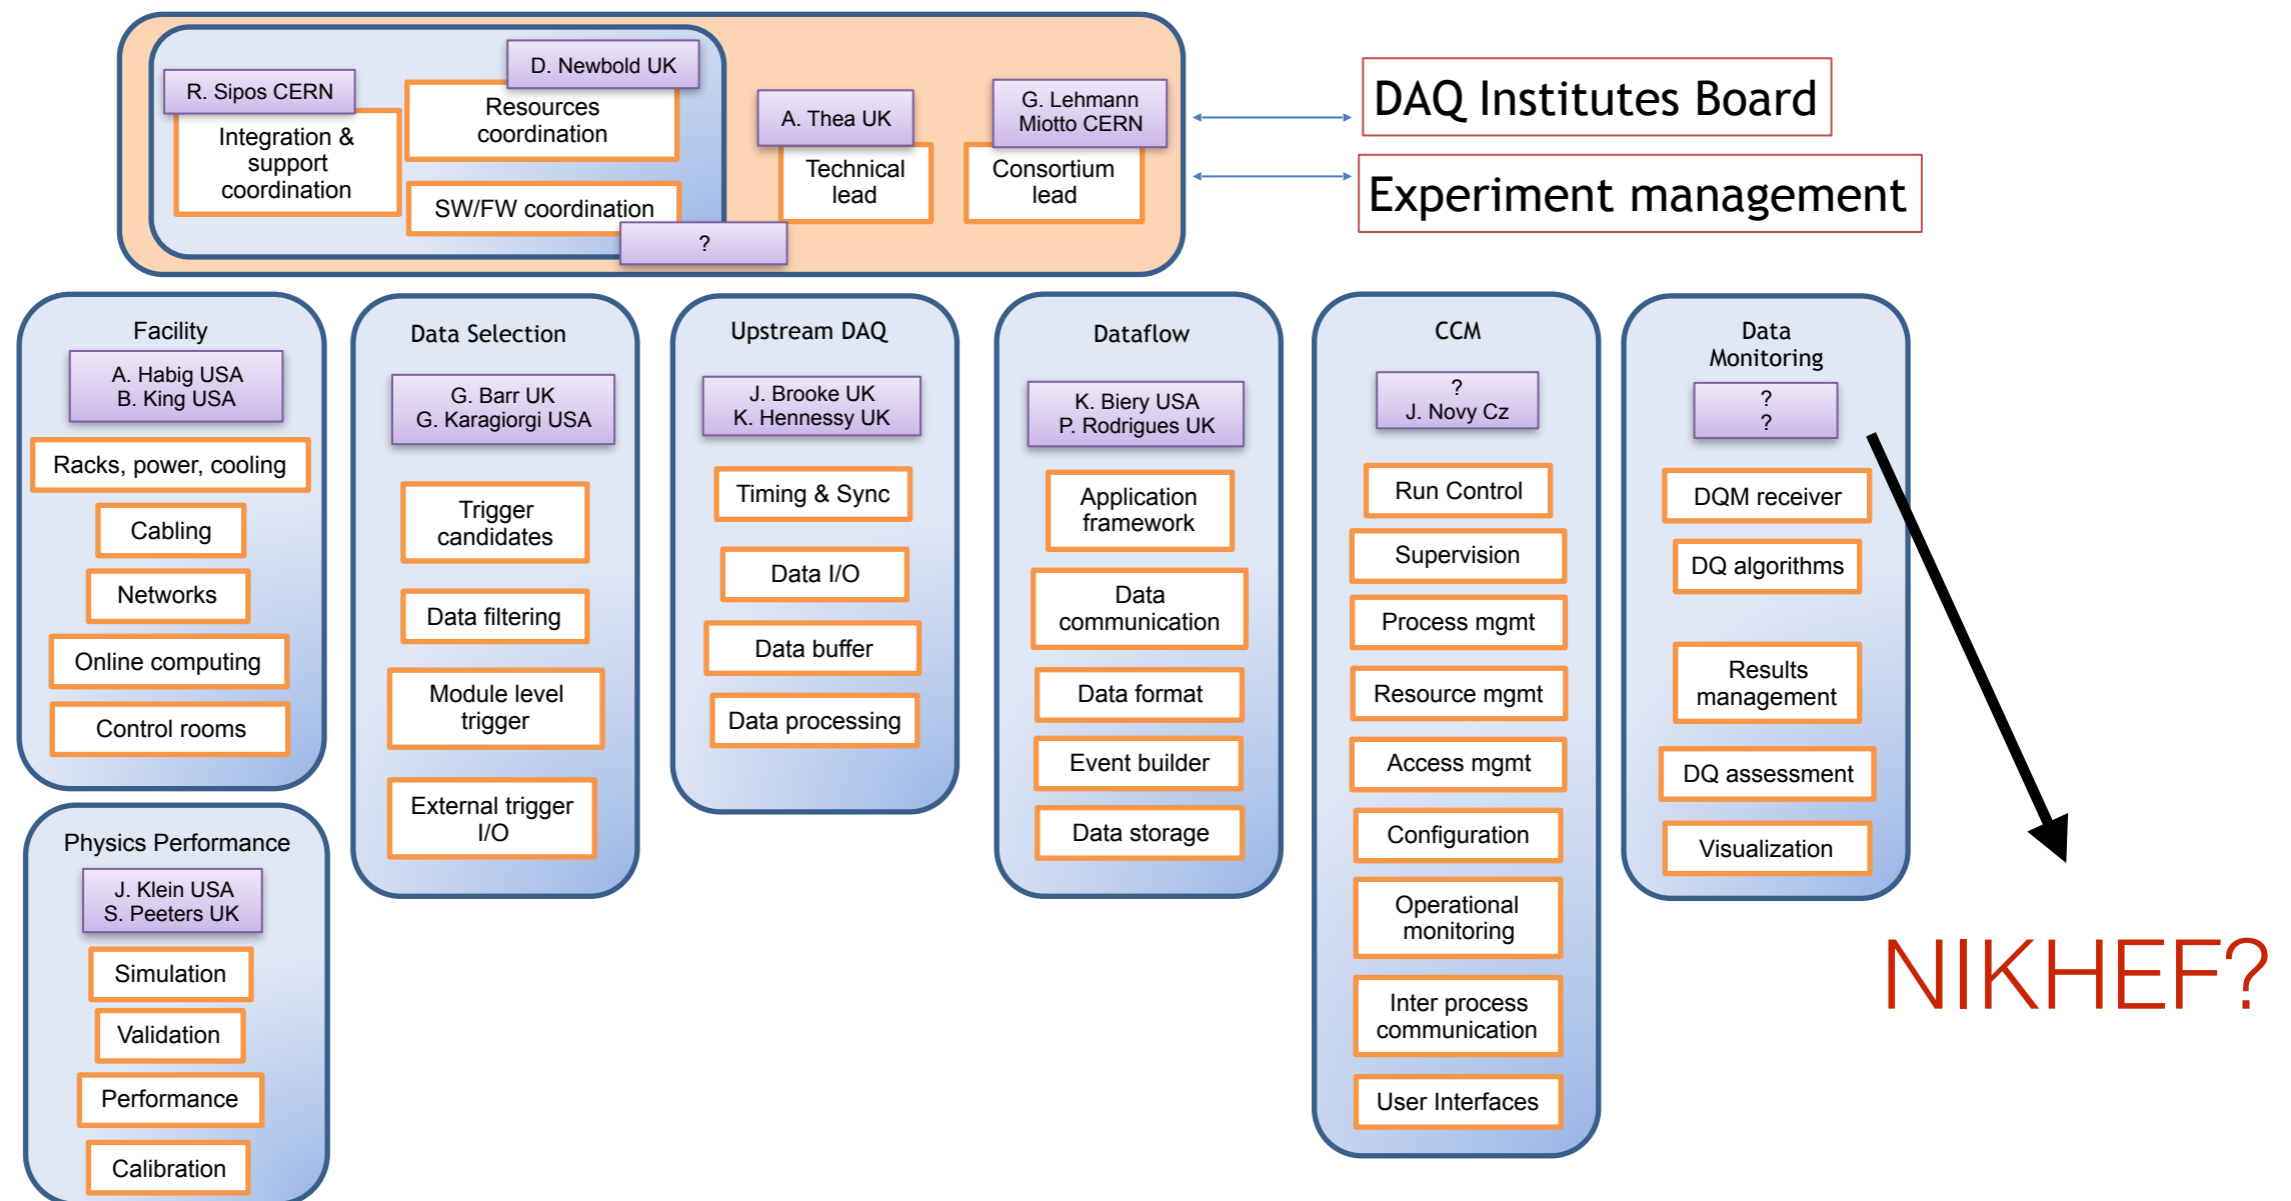 R. Sipos CERN
Integration &
support
coordination
D. Newbold UK
Resources
coordination
SW/FW coordination
?
A. Thea UK
Technical
lead
G. Lehmann
Miotto CERN
Consortium
lead
DAQ Institutes Board
Experiment management
Facility
A. Habig USA
B. King USA
Racks, power, cooling
Cabling
Networks
Online computing
Control rooms
Physics Performance
J. Klein USA
S. Peeters UK
Simulation
Validation
Performance
Calibration
Data Selection
G. Barr UK
G. Karagiorgi USA
Trigger
candidates
Data filtering
Module level
trigger
External trigger
I/O
Upstream DAQ
J. Brooke UK
K. Hennessy UK
Timing & Sync
Data I/O
Data buffer
Data processing
Dataflow
K. Biery USA
P. Rodrigues UK
Application
framework
Data
communication
Data format
Event builder
Data storage
CCM
?
J. Novy Cz
Run Control
Supervision
Process mgmt
Resource mgmt
Access mgmt
Configuration
Operational
monitoring
Inter process
communication
User Interfaces
Data
Monitoring
?
?
DQM receiver
DQ algorithms
Results
management
DQ assessment
Visualization
NIKHEF?